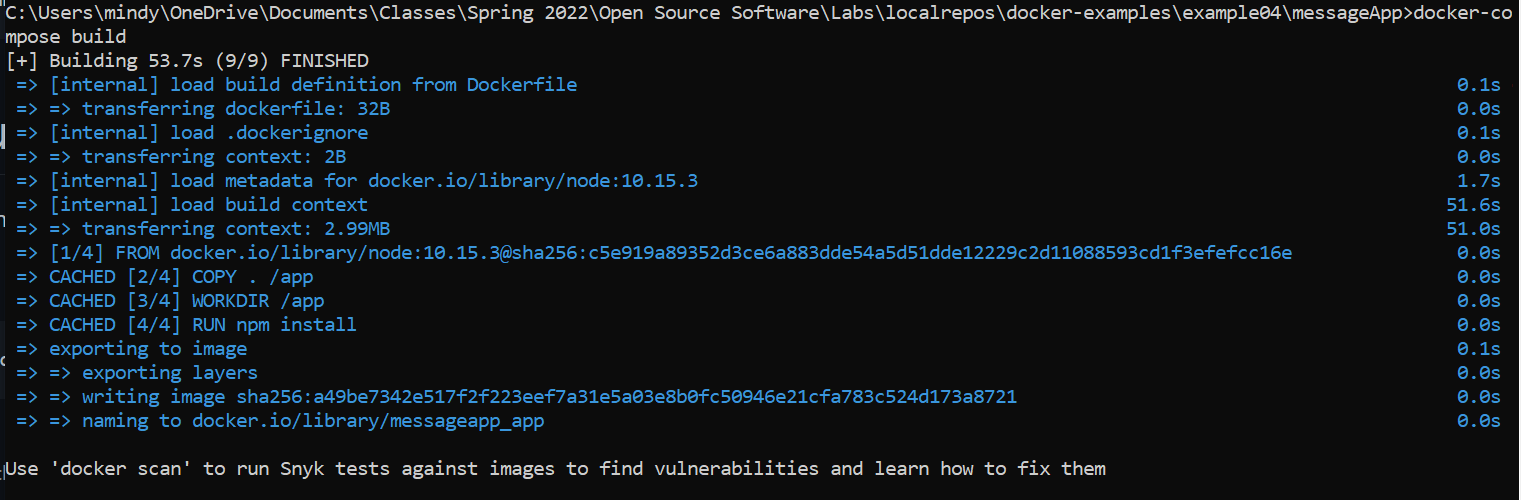 C:\Users\mindy\OneDrive\Documents\Classes\Spring 2022\Open Source Software\Labs\localrepos\docker-examples\example04\messageApp>docker-co
mpose build
[+] Building 53.7s (9/9) FINISHED
=> [internal] load build definition from Dockerfile 0.1s
=> => transferring dockerfile: 32B 0.0s
=> [internal] load .dockerignore 0.1s
=> => transferring context: 2B 0.0s
=> [internal] load metadata for docker.io/library/node:10.15.3 1.7s
=> [internal] load build context 51.6s
=> => transferring context: 2.99MB 51.0s
=> [1/4] FROM docker.io/library/node:10.15.3@sha256:c5e919a89352d3ce6a883dde54a5d51dde12229c2d11088593cd1f3efefcc16e 0.0s
=> CACHED [2/4] COPY . /app 0.0s
=> CACHED [3/4] WORKDIR /app 0.0s
=> CACHED [4/4] RUN npm install 0.0s
=> exporting to image 0.1s
=> => exporting layers 0.0s
=> => writing image sha256:a49be7342e517f2f223eef7a31e5a03e8b0fc50946e21cfa783c524d173a8721 0.0s
=> => naming to docker.io/library/messageapp_app 0.0s
Use 'docker scan' to run Snyk tests against images to find vulnerabilities and learn how to fix them